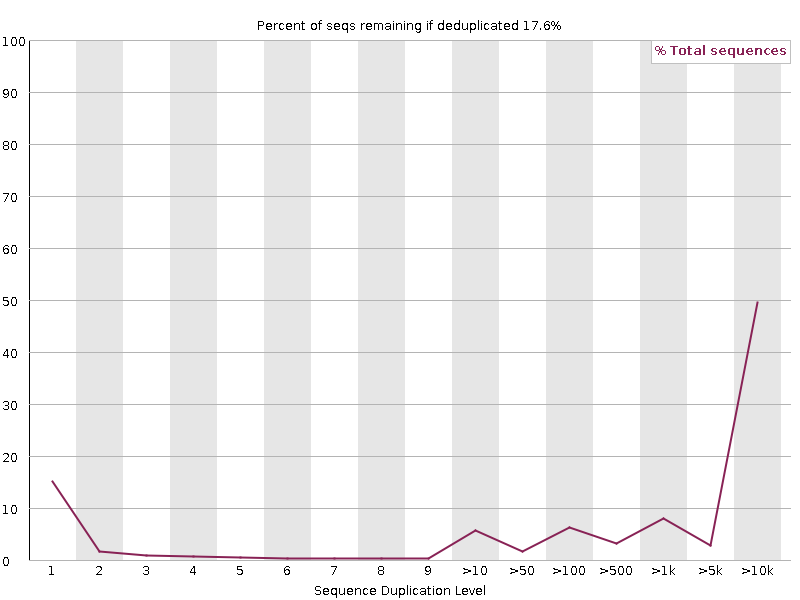 Percent of seqs remaining if deduplicated 17.6%
% Total sequences
100
90
80
70
60
50
40
30
20
10
0
1 2 3 4 5 6 7 8 9 >10 >50 >100 >500 >1k >5k >10k
Sequence Duplication Level